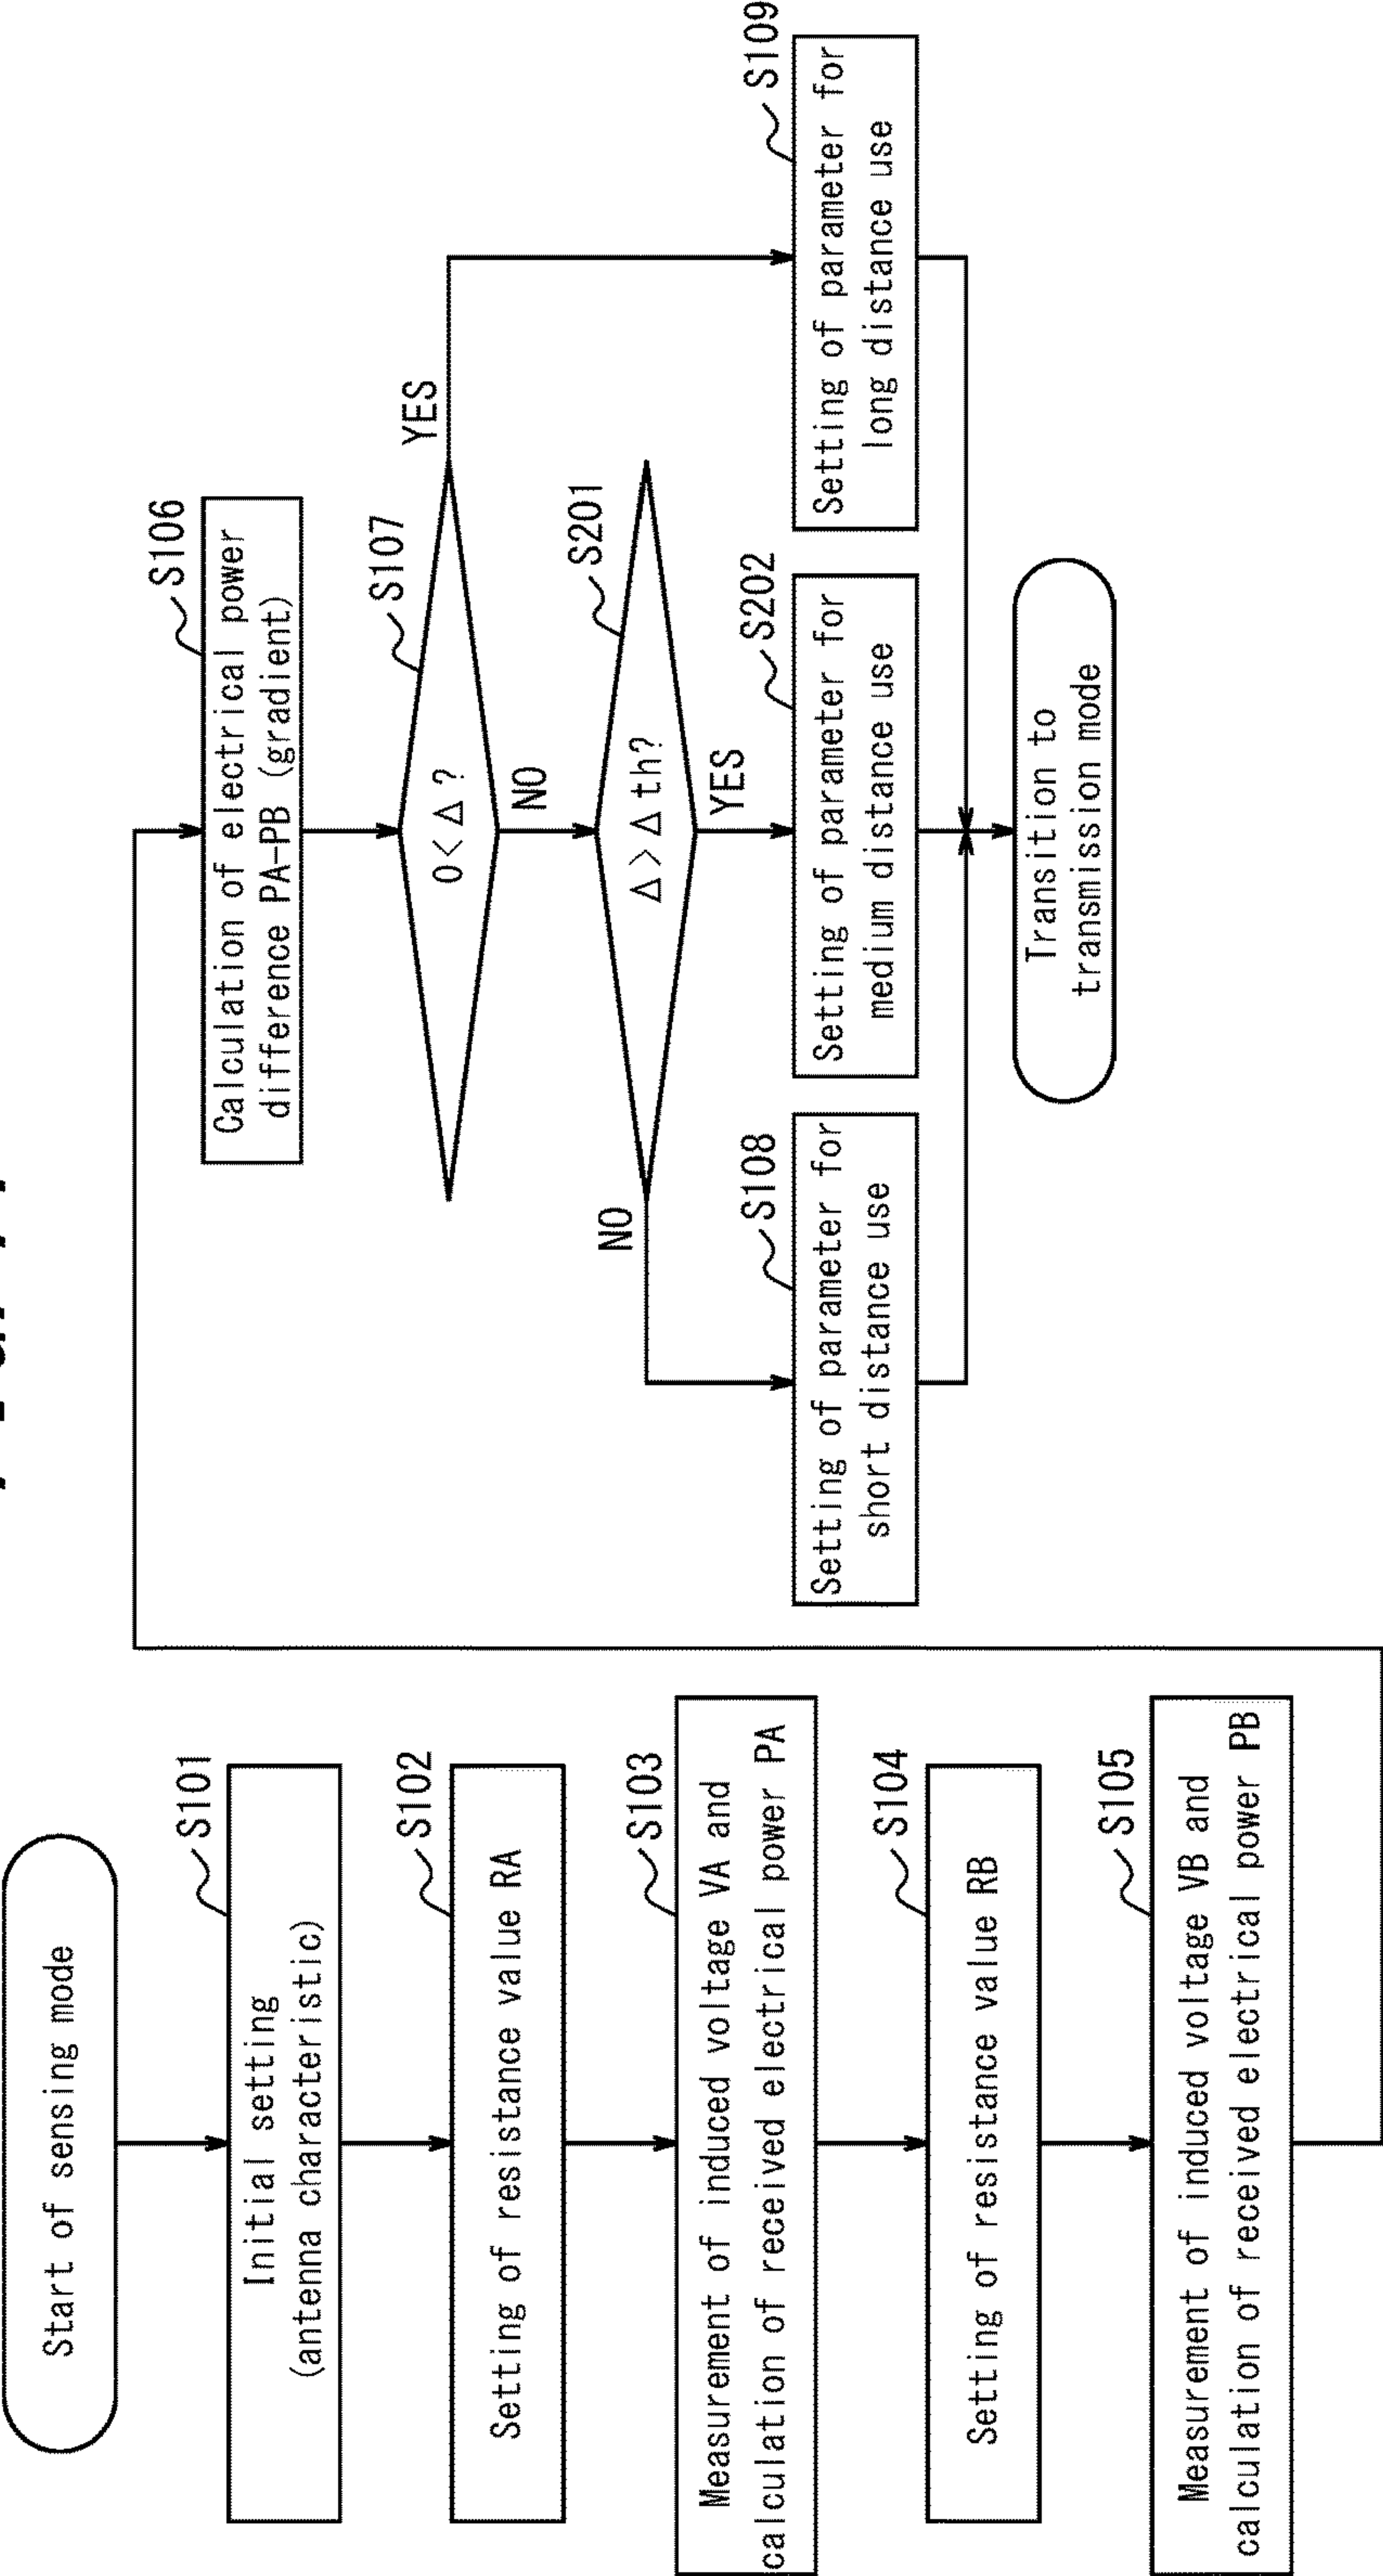 Start of sensing mode
S101
Initial setting
(antenna characteristic)
S102
Setting of resistance value RA
S103
Measurement of induced voltage VA and
calculation of received electrical power PA
S104
Setting of resistance value RB
S105
Measurement of induced voltage VB and
calculation of received electrical power PB
S106
Calculation of electrical power
difference PA-PB (gradient)
S107
0<Δ?
YES
NO
S201
Δ>Δth?
NO
YES
S108
Setting of parameter for
short distance use
S202
Setting of parameter for
medium distance use
S109
Setting of parameter for
long distance use
Transition to
transmission mode